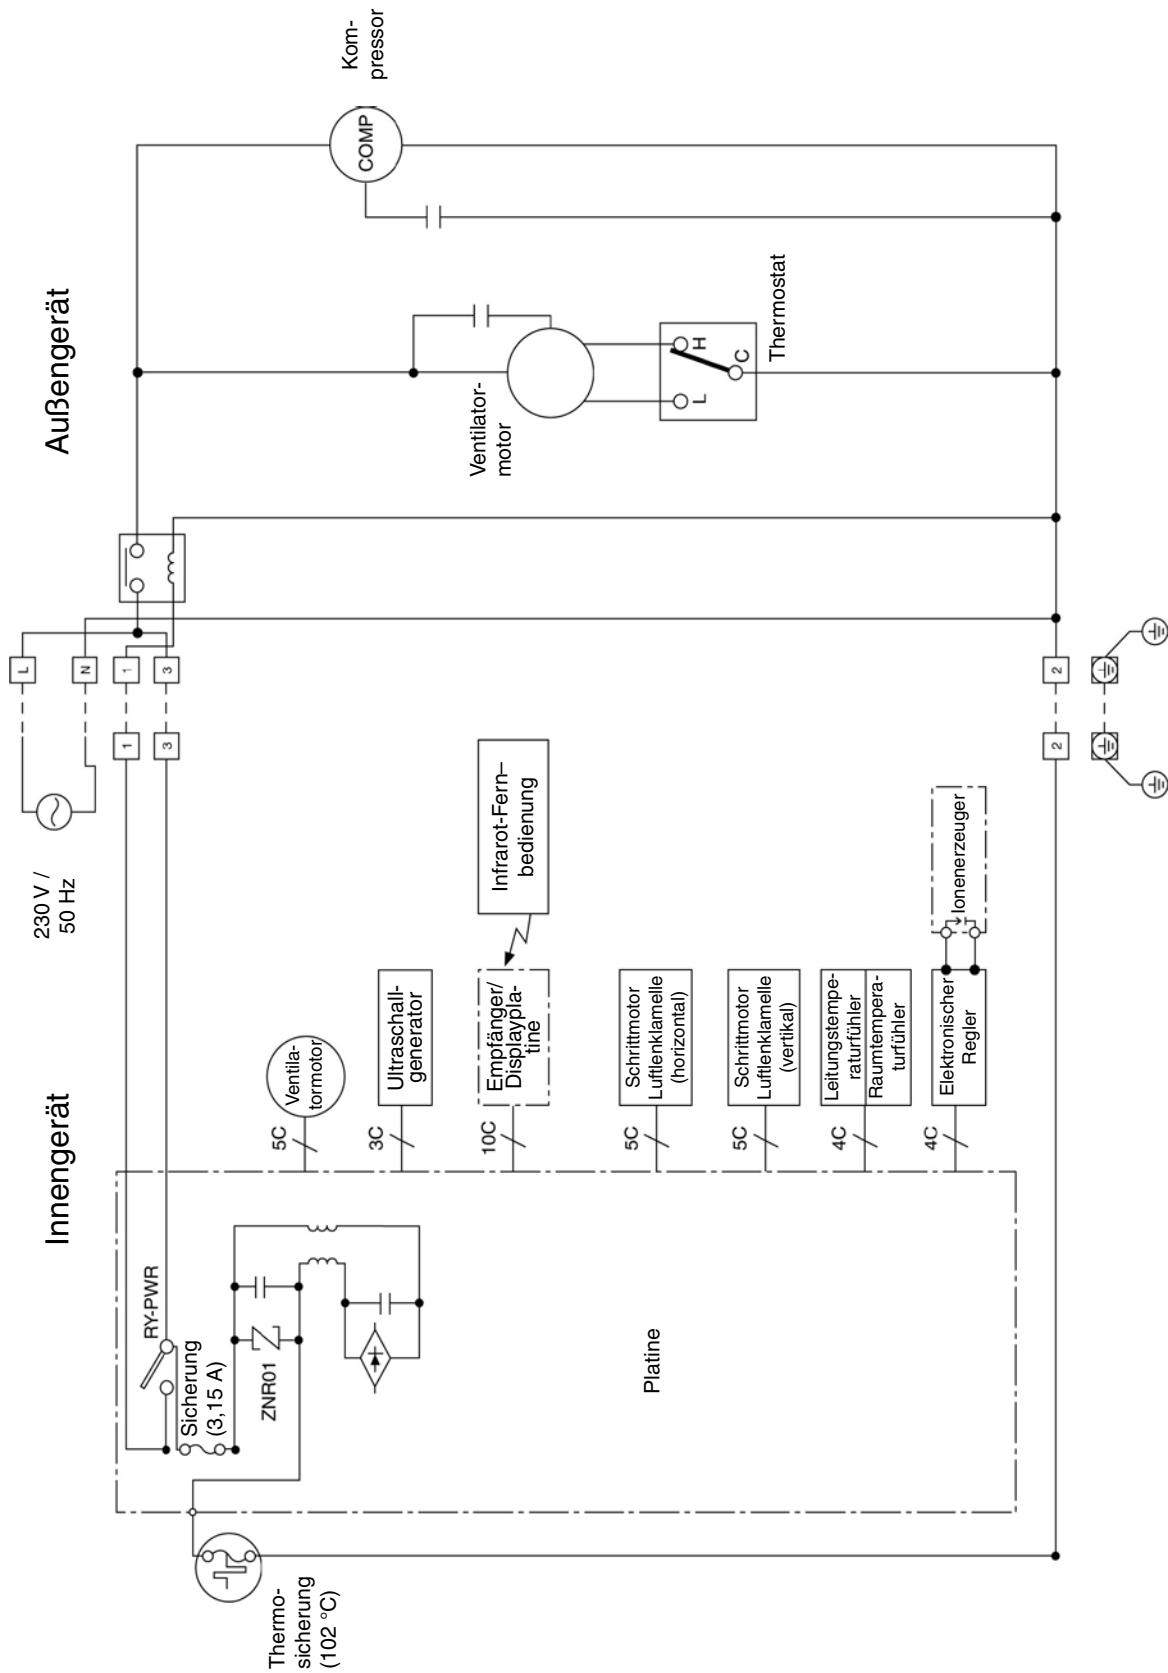 Innengerät
Außengerät
230 V /
50 Hz
L
N
1
3
1
3
2
2
Thermo-
sicherung
(102 °C)
RY-PWR
Sicherung
(3,15 A)
ZNR01
Platine
5C
Ventila-
tormotor
3C
Ultraschall-
generator
10C
Empfänger/
Displaypla-
tine
Infrarot-Fern–
bedienung
5C
Schrittmotor
Luftlenklamelle
(horizontal)
5C
Schrittmotor
Luftlenklamelle
(vertikal)
4C
Leitungstempe-
raturfühler
Raumtempera-
turfühler
4C
Elektronischer
Regler
Ionenerzeuger
Ventilator-
motor
L
H
C
Thermostat
COMP
Kom-
pressor